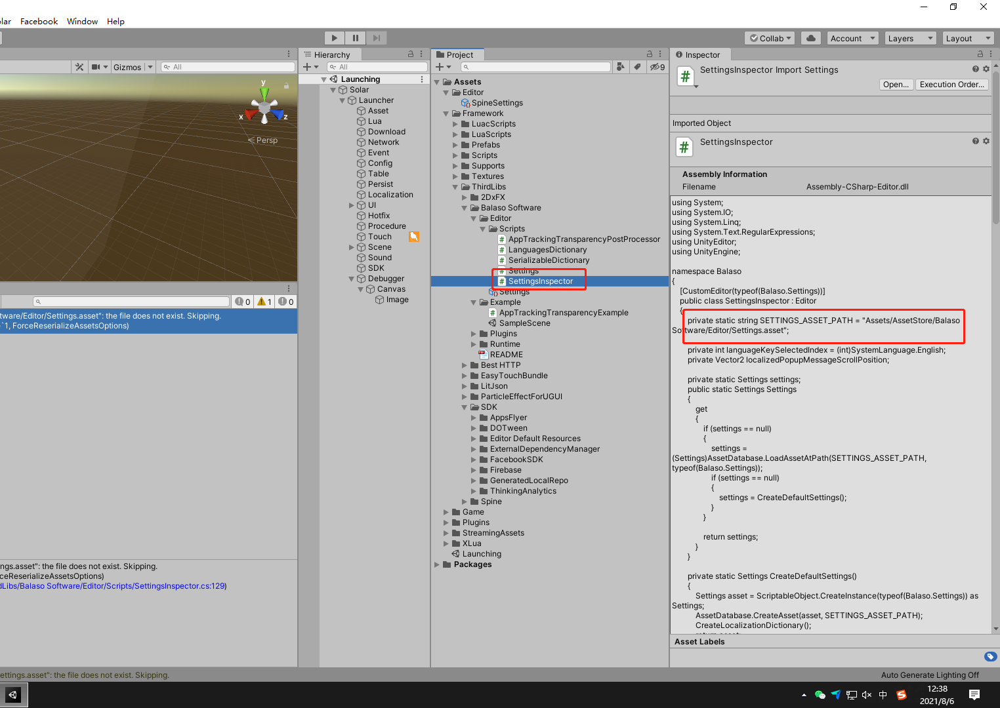 lar Facebook Window Help
Collab
Account
Layers
Layout
Gizmos
All
y
x
z
Persp
0
1
0
ware/Editor/Settings.asset": the file does not exist. Skipping.
`1, ForceReserializeAssetsOptions)
ngs.asset": the file does not exist. Skipping.
ceReserializeAssetsOptions)
dLibs/Balaso Software/Editor/Scripts/SettingsInspector.cs:129)
Hierarchy
All
Launching
Solar
Launcher
Asset
Lua
Download
Network
Event
Config
Table
Persist
Localization
UI
Hotfix
Procedure
Touch
Scene
Sound
SDK
Debugger
Canvas
Image
Project
9
Assets
Editor
SpineSettings
Framework
LuacScripts
LuaScripts
Prefabs
Scripts
Supports
Textures
ThirdLibs
2DxFX
Balaso Software
Editor
Scripts
AppTrackingTransparencyPostProcessor
LanguagesDictionary
SerializableDictionary
Settings
SettingsInspector
Settings
Example
AppTrackingTransparencyExample
SampleScene
Plugins
Runtime
README
Best HTTP
EasyTouchBundle
LitJson
ParticleEffectForUGUI
SDK
AppsFlyer
DOTween
Editor Default Resources
ExternalDependencyManager
FacebookSDK
Firebase
GeneratedLocalRepo
ThinkingAnalytics
Spine
Game
Plugins
StreamingAssets
XLua
Launching
Packages
Inspector
SettingsInspector Import Settings
Open...
Execution Order...
Imported Object
SettingsInspector
Assembly Information
Filename Assembly-CSharp-Editor.dll
using System;
using System.IO;
using System.Linq;
using System.Text.RegularExpressions;
using UnityEditor;
using UnityEngine;
namespace Balaso
{
[CustomEditor(typeof(Balaso.Settings))]
public class SettingsInspector : Editor
{
private static string SETTINGS_ASSET_PATH = "Assets/AssetStore/Balaso
Software/Editor/Settings.asset";
private int languageKeySelectedIndex = (int)SystemLanguage.English;
private Vector2 localizedPopupMessageScrollPosition;
private static Settings settings;
public static Settings Settings
{
get
{
if (settings == null)
{
settings =
(Settings)AssetDatabase.LoadAssetAtPath(SETTINGS_ASSET_PATH,
typeof(Balaso.Settings));
if (settings == null)
{
settings = CreateDefaultSettings();
}
}
return settings;
}
}
private static Settings CreateDefaultSettings()
{
Settings asset = ScriptableObject.CreateInstance(typeof(Balaso.Settings)) as
Settings;
AssetDatabase.CreateAsset(asset, SETTINGS_ASSET_PATH);
CreateLocalizationDictionary();
Asset Labels
ettings.asset": the file does not exist. Skipping.
Auto Generate Lighting Off
中
12:38
2021/8/6